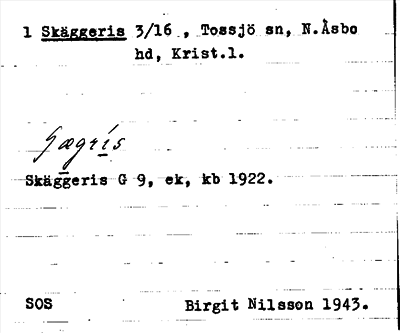 1 Skäggeris 3/16 , Tossjö sn, N.Åsbo
hd, Krist.l.
Skäggeris G 9, ek, kb 1922.
SOS Birgit Nilsson 1943.